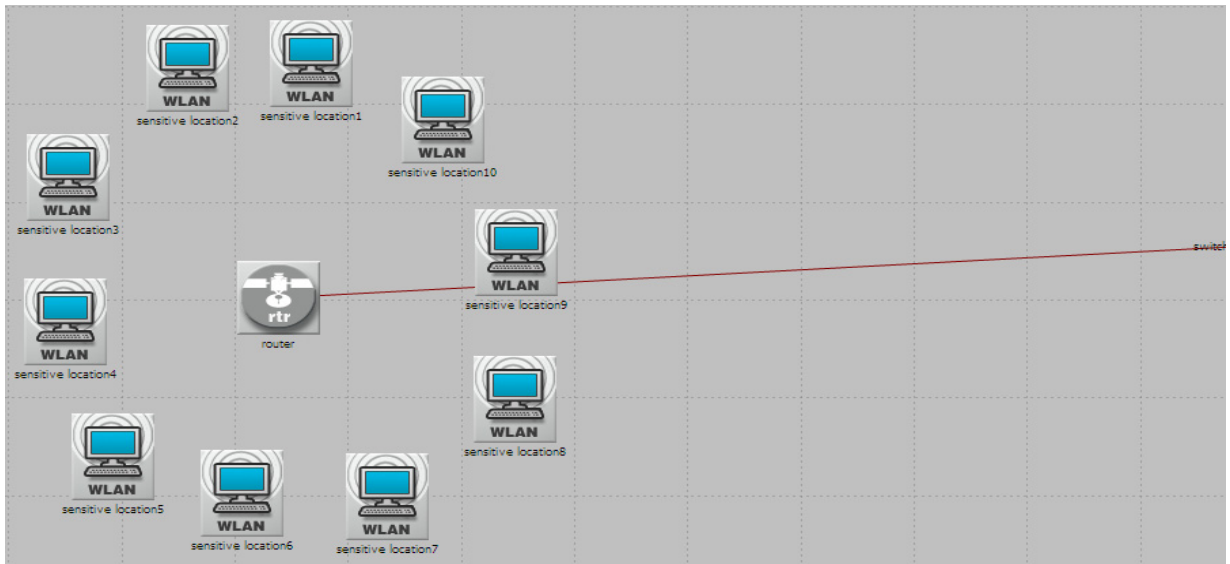 WLAN
sensitive location2
WLAN
sensitive location1
WLAN
sensitive location10
WLAN
sensitive location3
WLAN
sensitive location9
switch
rtr
router
WLAN
sensitive location4
WLAN
sensitive location8
WLAN
sensitive location5
WLAN
sensitive location6
WLAN
sensitive location7